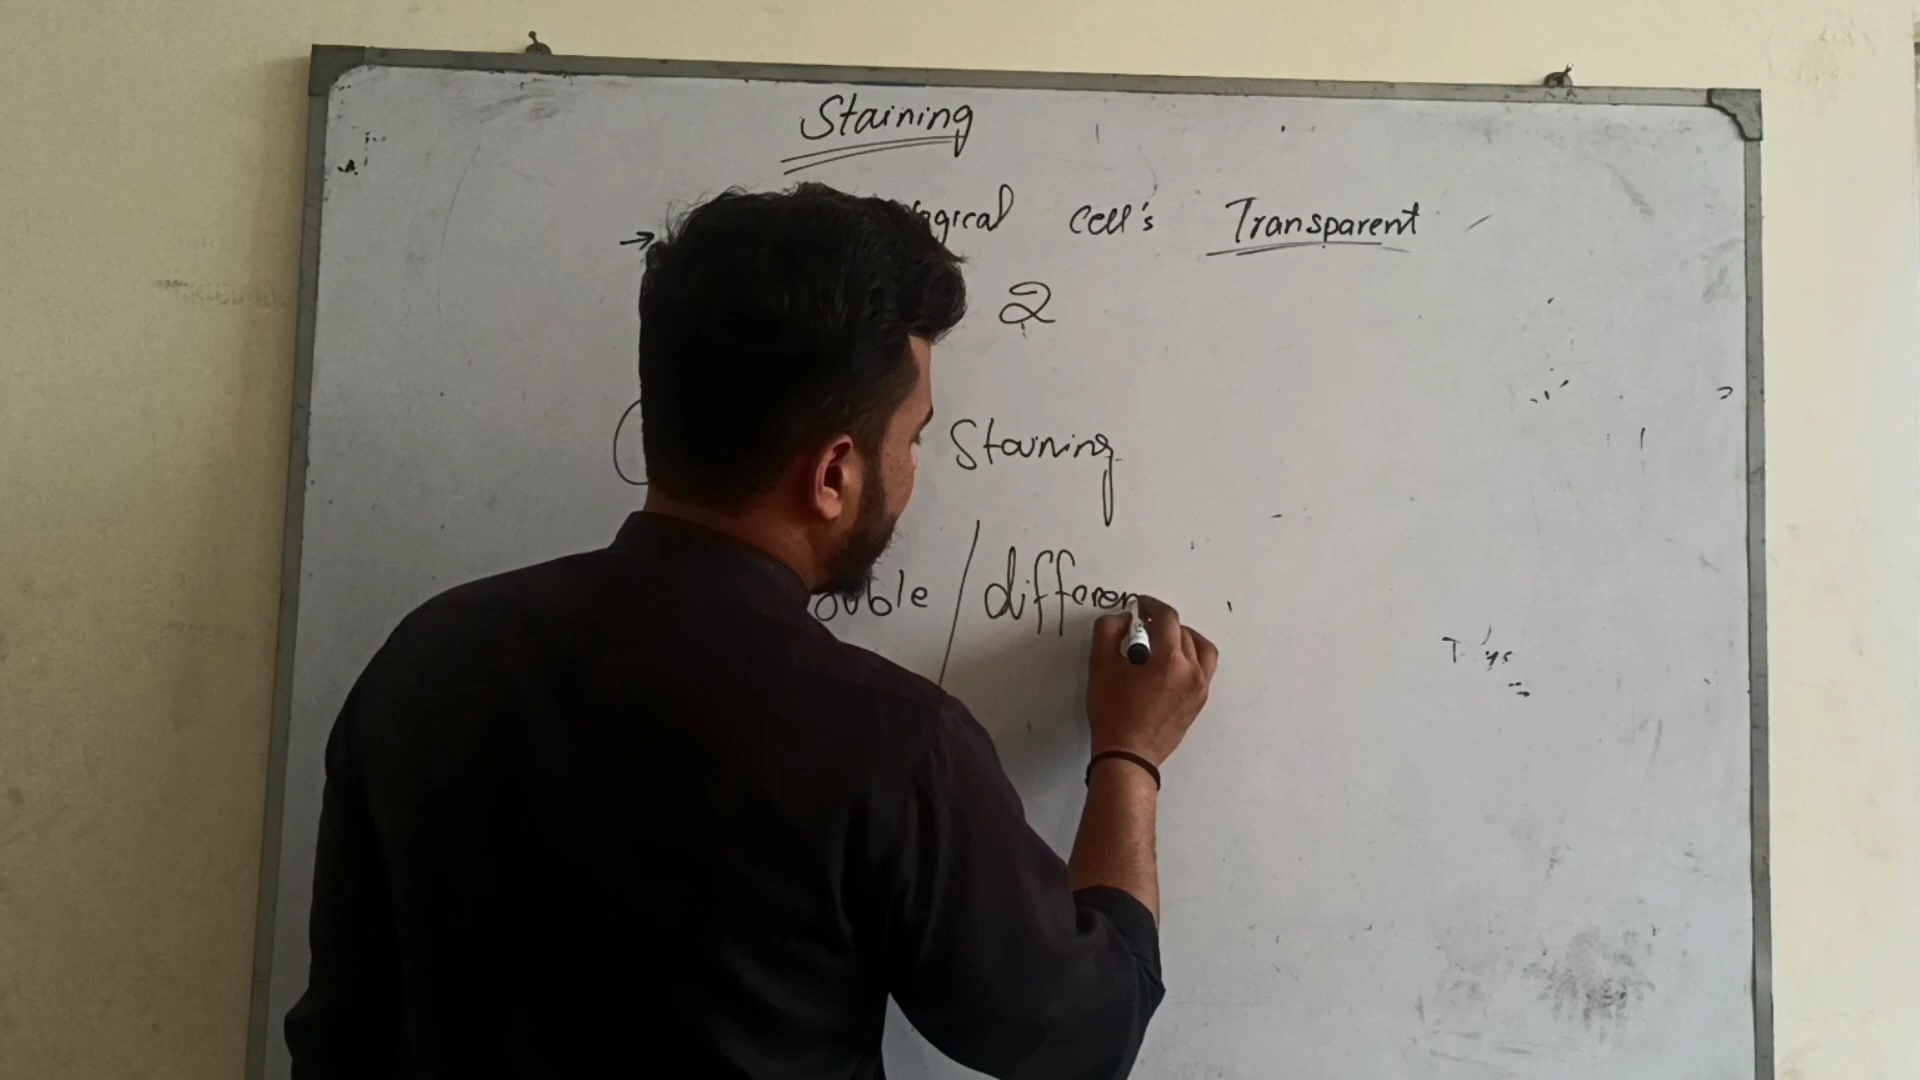 Staining
→ ogical Cell's Transparent
2
Staining
ouble / differen